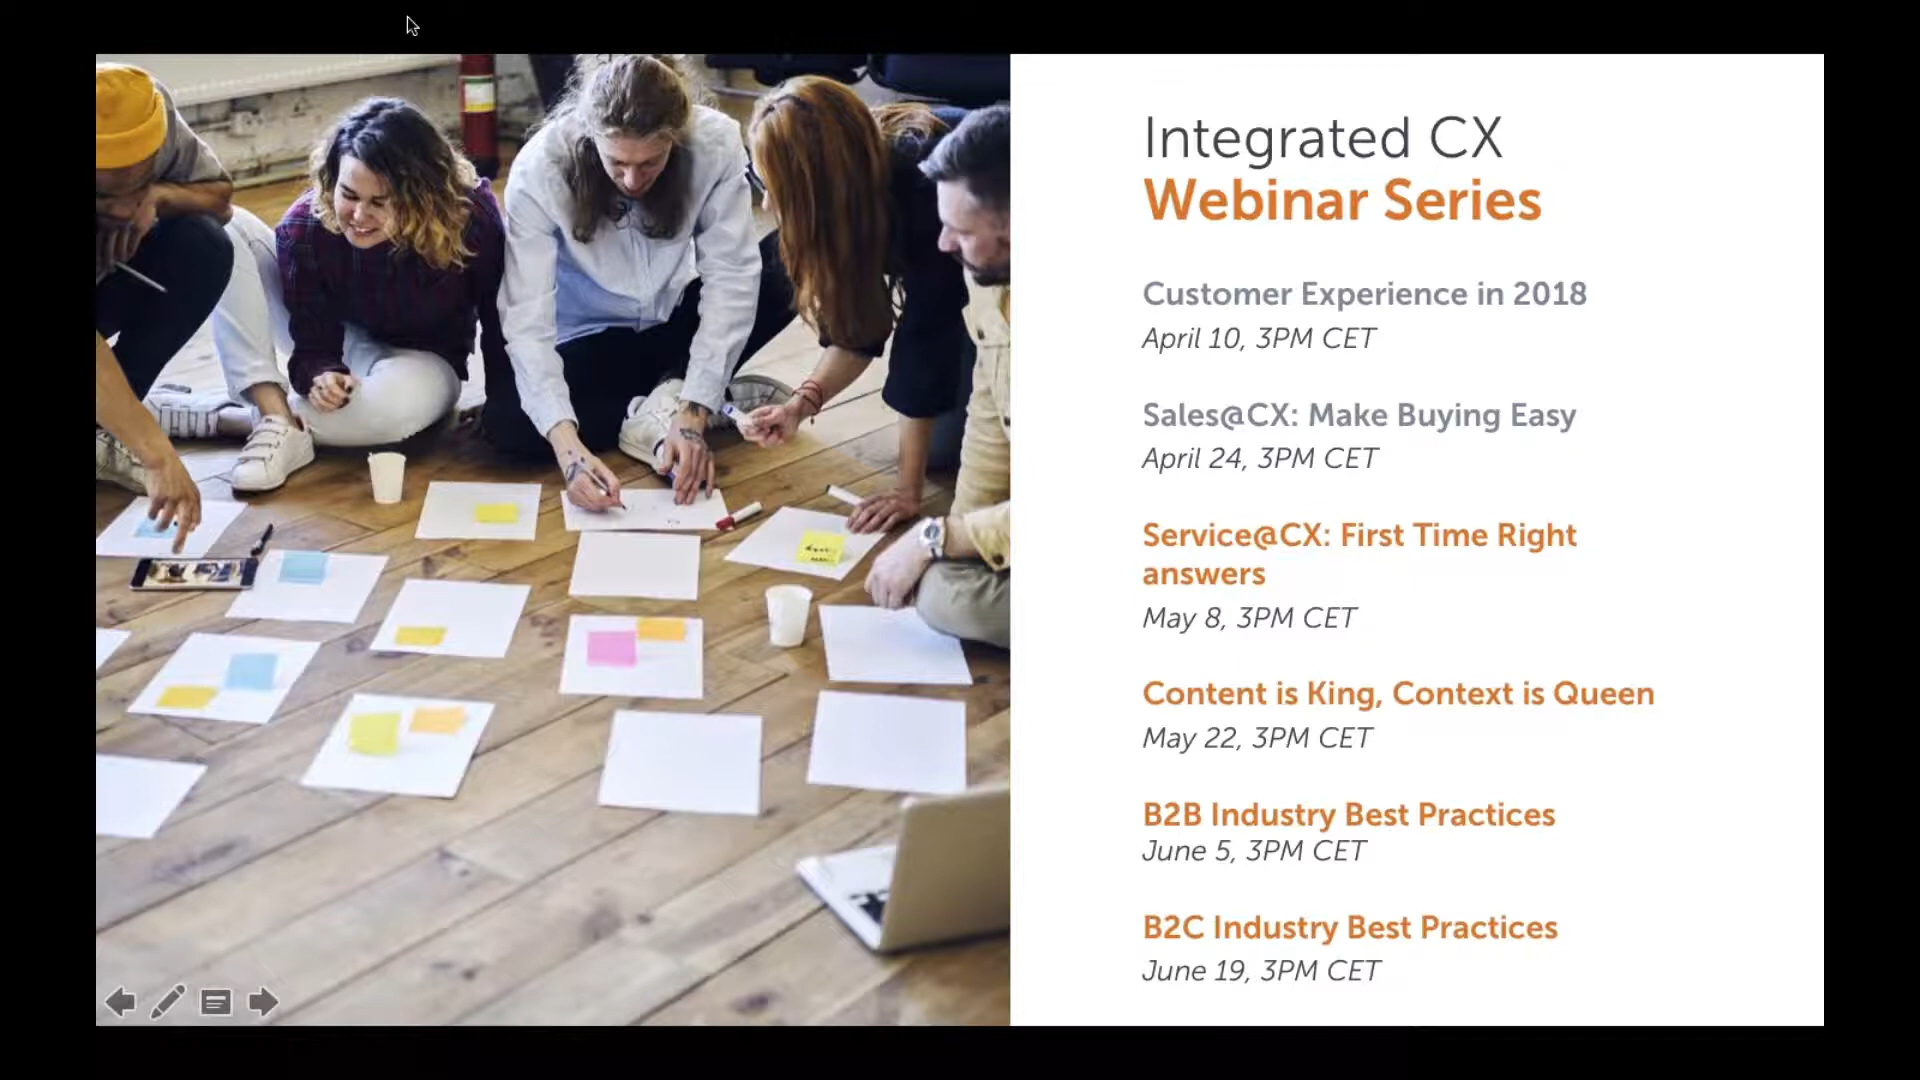 Integrated CX
Webinar Series
Customer Experience in 2018
April 10, 3PM CET
Sales@CX: Make Buying Easy
April 24, 3PM CET
Service@CX: First Time Right
answers
May 8, 3PM CET
Content is King, Context is Queen
May 22, 3PM CET
B2B Industry Best Practices
June 5, 3PM CET
B2C Industry Best Practices
June 19, 3PM CET